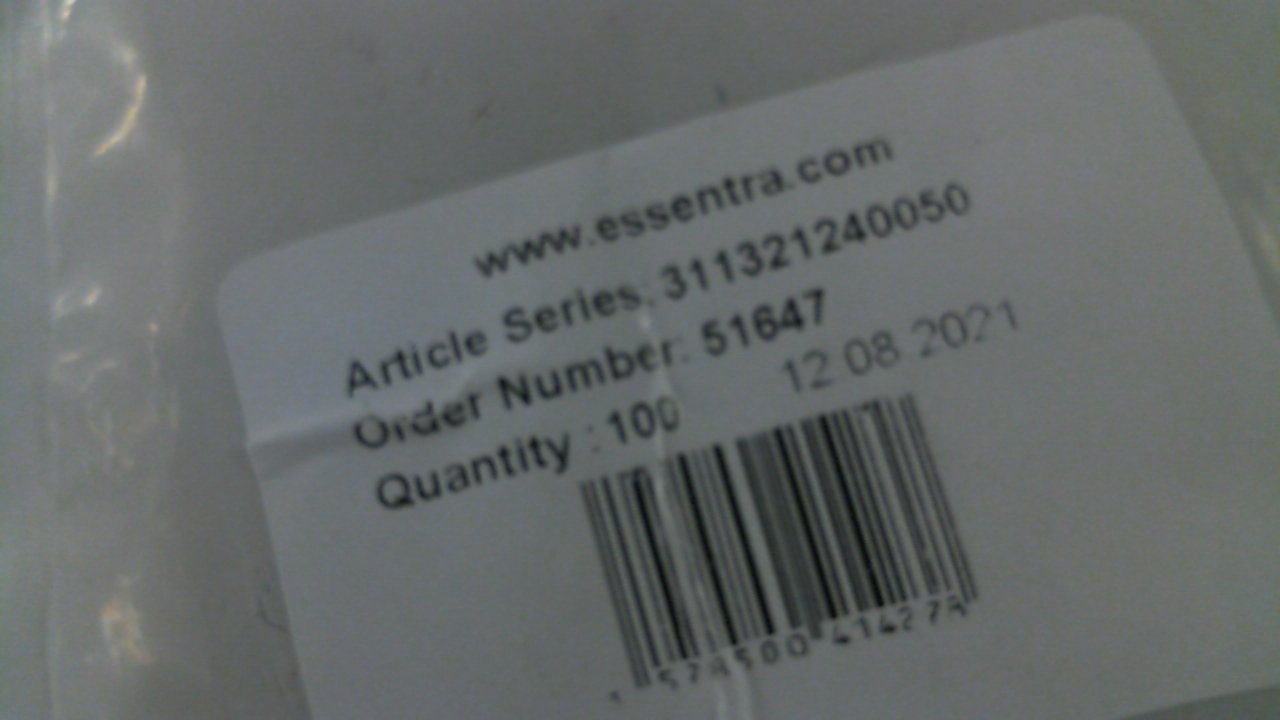 www.essentra.com
Article Series: 311321240050
Order Number: 51647
Quantity : 100
12 08 2021